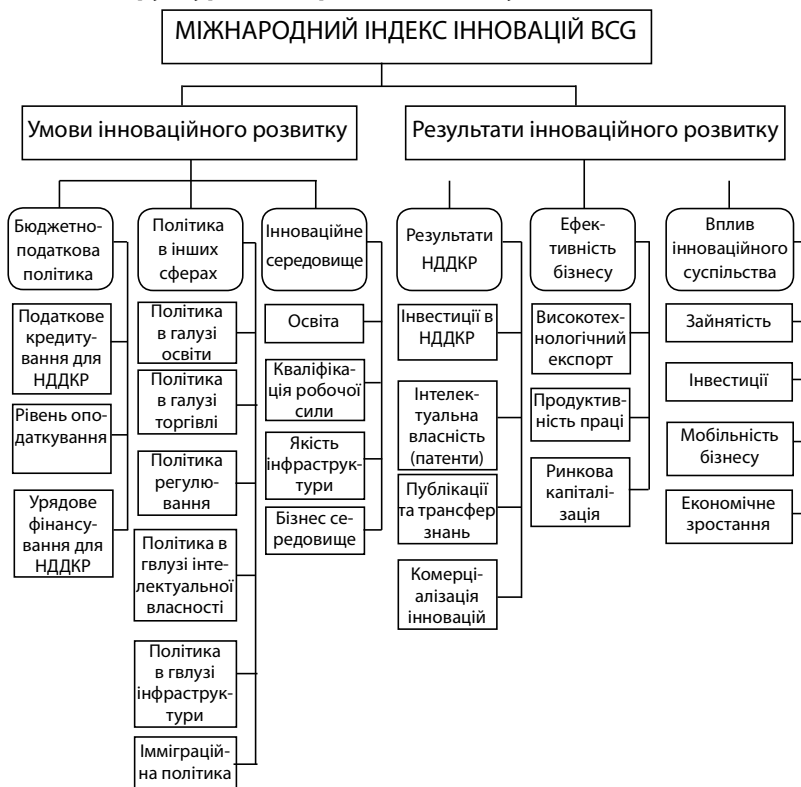 МІЖНАРОДНИЙ ІНДЕКС ІННОВАЦІЙ BCG
Умови інноваційного розвитку
Результати інноваційного розвитку
Бюджетно-
податкова
політика
Політика
в інших
сферах
Інноваційне
середовище
Результати
НДДКР
Ефек-
тивність
бізнесу
Вплив
інноваційного
суспільства
Податкове
кредиту-
вання для
НДДКР
Рівень опо-
даткування
Урядове
фінансу-
вання для
НДДКР
Політика
в галузі
освіти
Політика
в галузі
торгівлі
Політика
регулю-
вання
Політика в
гвлузі інте-
лектуальної
власності
Політика
в гвлузі
інфраструк-
тури
Імміграцій-
на політика
Освіта
Кваліфіка-
ція робочої
сили
Якість
інфраструк-
тури
Бізнес се-
редовище
Інвестиції в
НДДКР
Інтелек-
туальна
власність
(патенти)
Публікації
та трансфер
знань
Комерці-
алізація
інновацій
Високотех-
нологічний
експорт
Продуктив-
ність праці
Ринкова
капіталі-
зація
Зайнятість
Інвестиції
Мобільність
бізнесу
Економічне
зростання